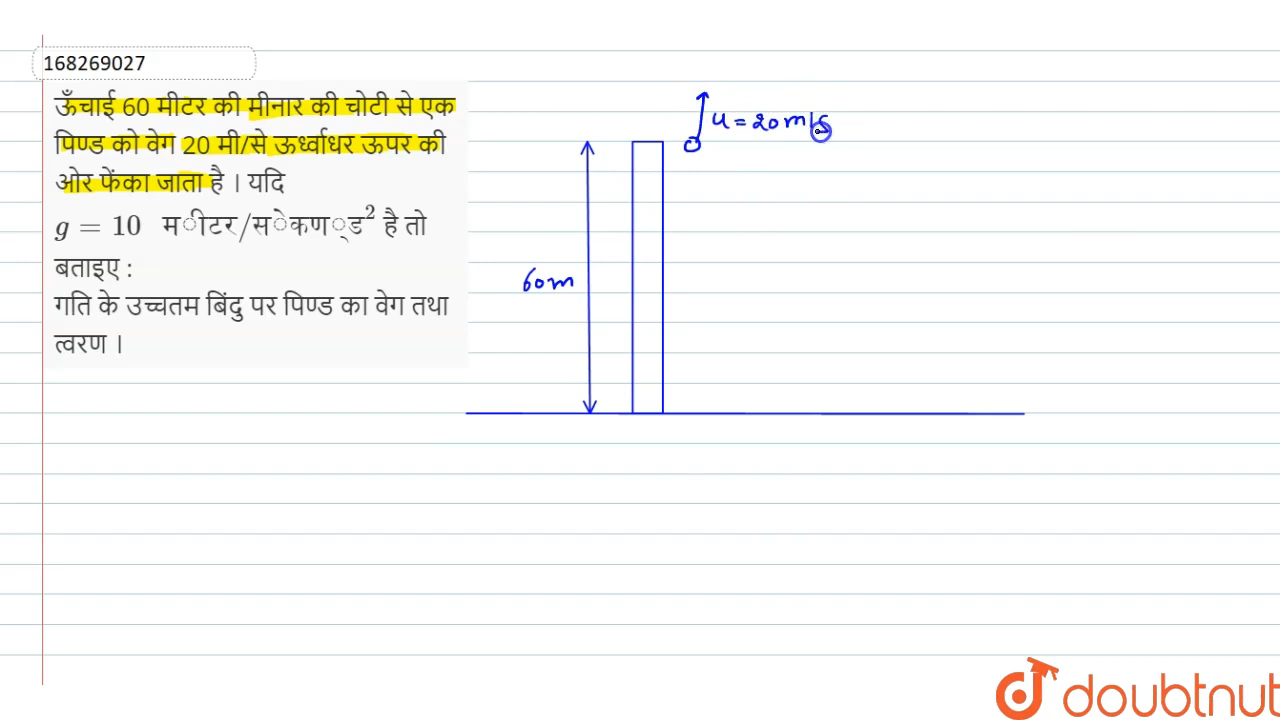 168269027
ऊँचाई 60 मीटर की मीनार की चोटी से एक
पिण्ड को वेग 20 मी/से ऊर्ध्वाधर ऊपर की
ओर फेंका जाता है । यदि
g = 10 मीटर/सेकण्ड² है तो
बताइए :
गति के उच्चतम बिंदु पर पिण्ड का वेग तथा
त्वरण ।
u = 20 m/s
60m
doubtnut